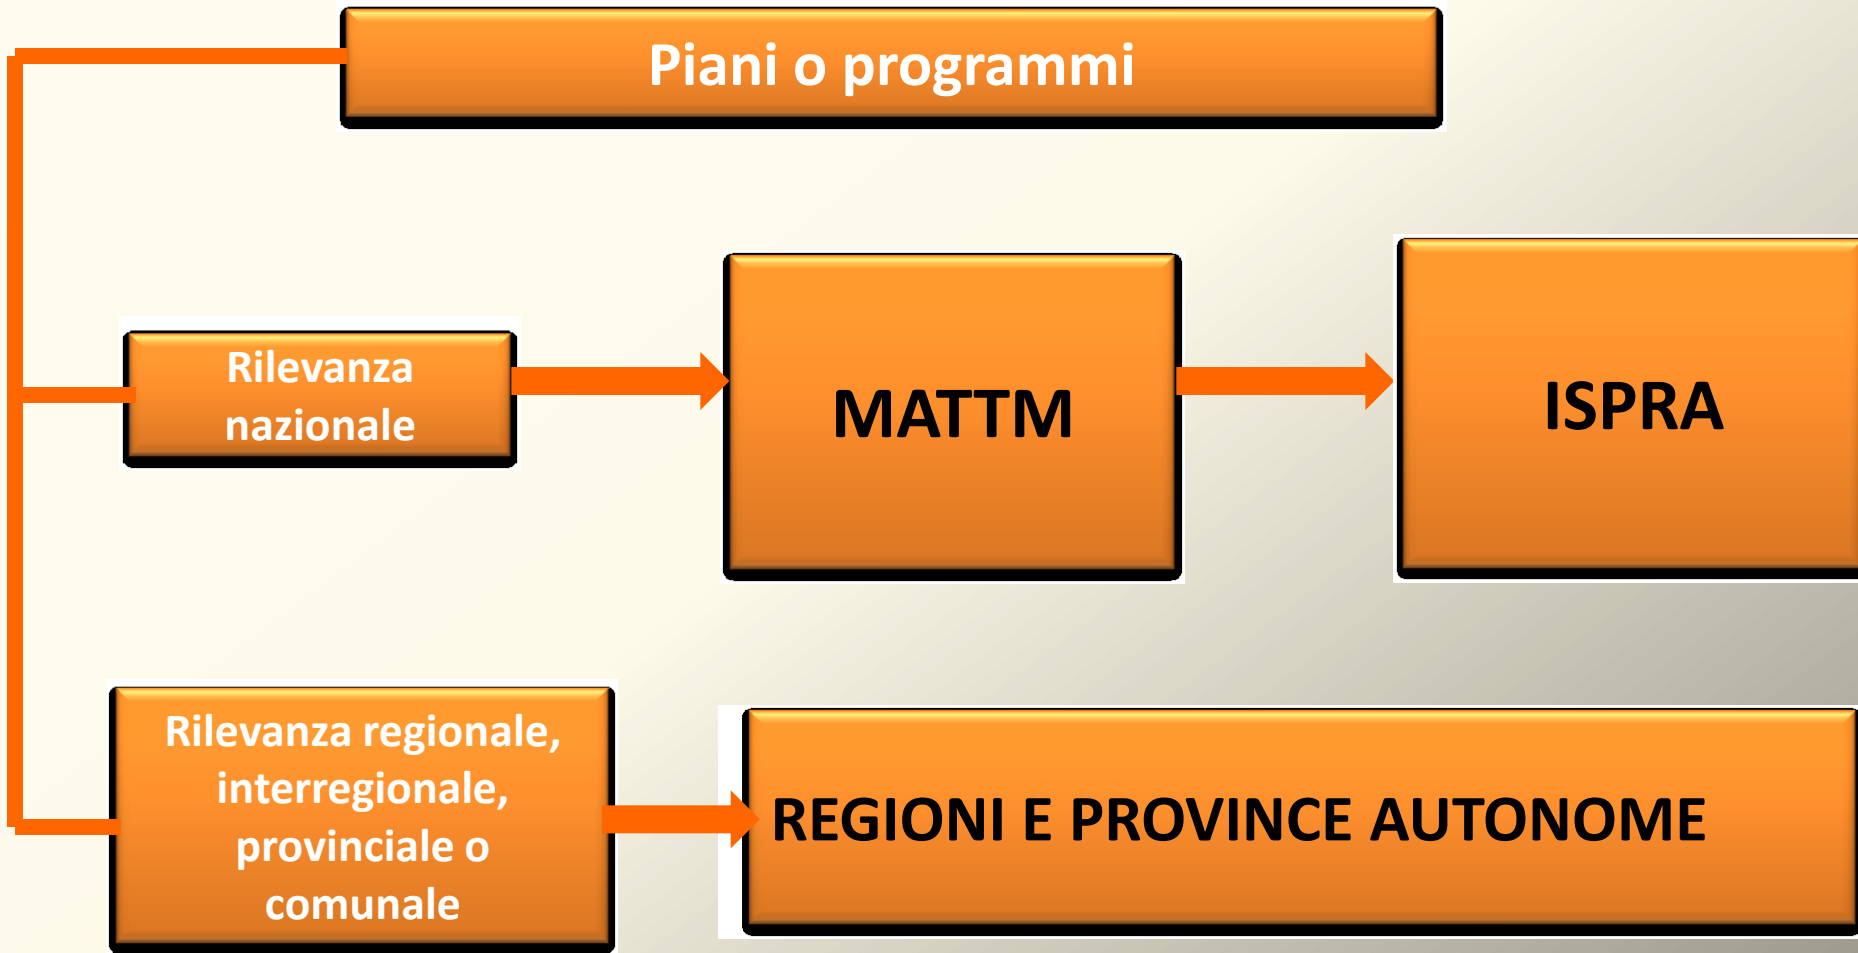 Piani o programmi
Rilevanza
nazionale
MATTM
ISPRA
Rilevanza regionale,
interregionale,
provinciale o
comunale
REGIONI E PROVINCE AUTONOME